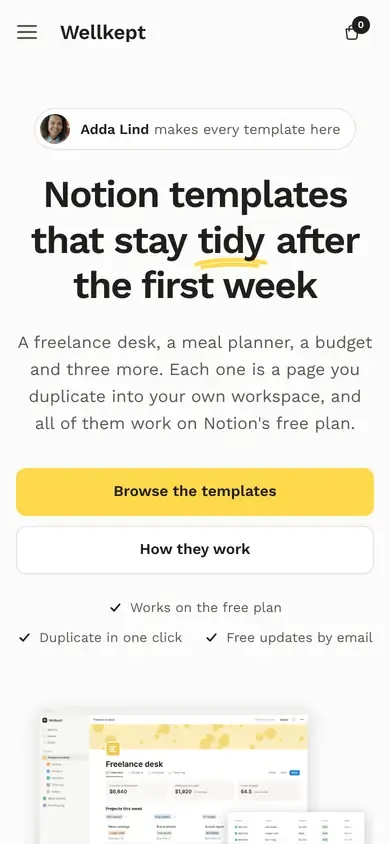 Wellkept
0
Adda Lind makes every template here
Notion templates
that stay tidy after
the first week
A freelance desk, a meal planner, a budget
and three more. Each one is a page you
duplicate into your own workspace, and
all of them work on Notion's free plan.
Browse the templates
How they work
Works on the free plan
Duplicate in one click
Free updates by email
Wellkept
Freelance desk
$6,840
$1,920
64.5
Projects this week